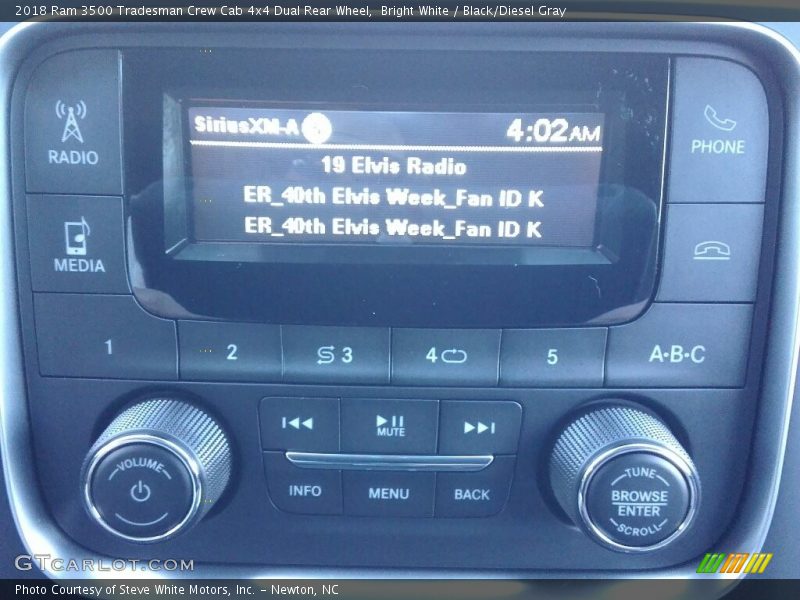 2018 Ram 3500 Tradesman Crew Cab 4x4 Dual Rear Wheel, Bright White / Black/Diesel Gray
RADIO
SiriusXM-A
4:02AM
PHONE
19 Elvis Radio
ER_40th Elvis Week_Fan ID K
ER_40th Elvis Week_Fan ID K
MEDIA
1
2
3
4
5
A·B·C
MUTE
VOLUME
INFO
MENU
BACK
TUNE
BROWSE
ENTER
SCROLL
GTCARLOT.COM
Photo Courtesy of Steve White Motors, Inc. – Newton, NC